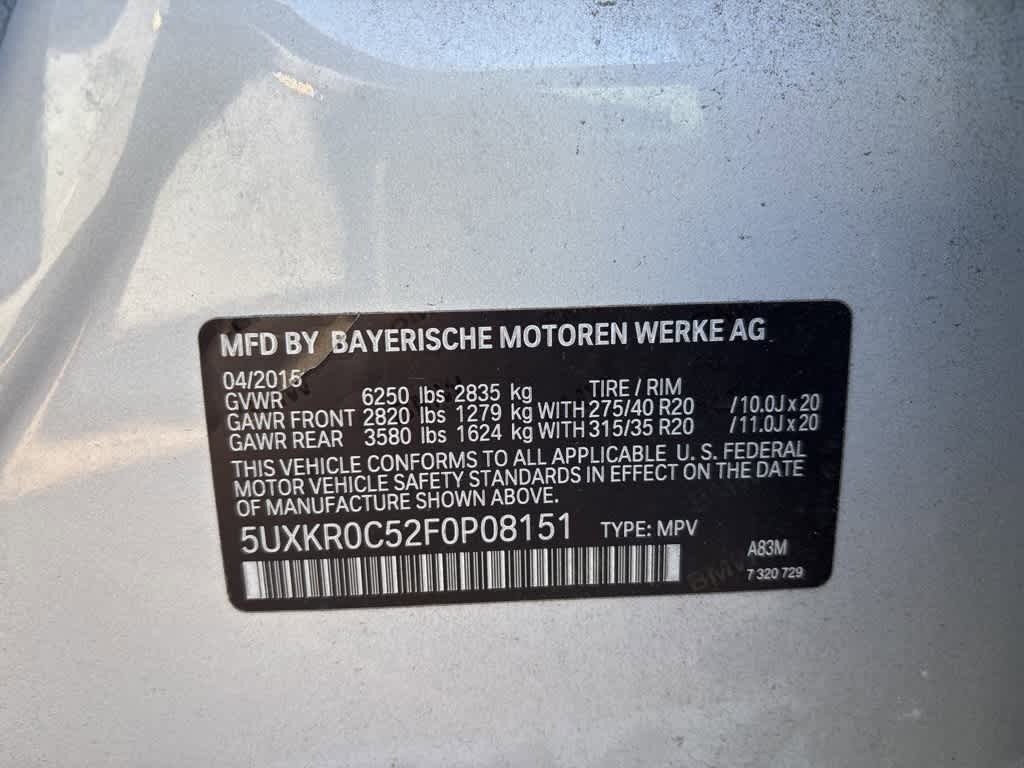 MFD BY BAYERISCHE MOTOREN WERKE AG
04/2015
GVWR 6250 lbs 2835 kg TIRE / RIM
GAWR FRONT 2820 lbs 1279 kg WITH 275/40 R20 /10.0J x 20
GAWR REAR 3580 lbs 1624 kg WITH 315/35 R20 /11.0J x 20
THIS VEHICLE CONFORMS TO ALL APPLICABLE U. S. FEDERAL
MOTOR VEHICLE SAFETY STANDARDS IN EFFECT ON THE DATE
OF MANUFACTURE SHOWN ABOVE.
5UXKR0C52F0P08151 TYPE: MPV
A83M
BMW 7 320 729